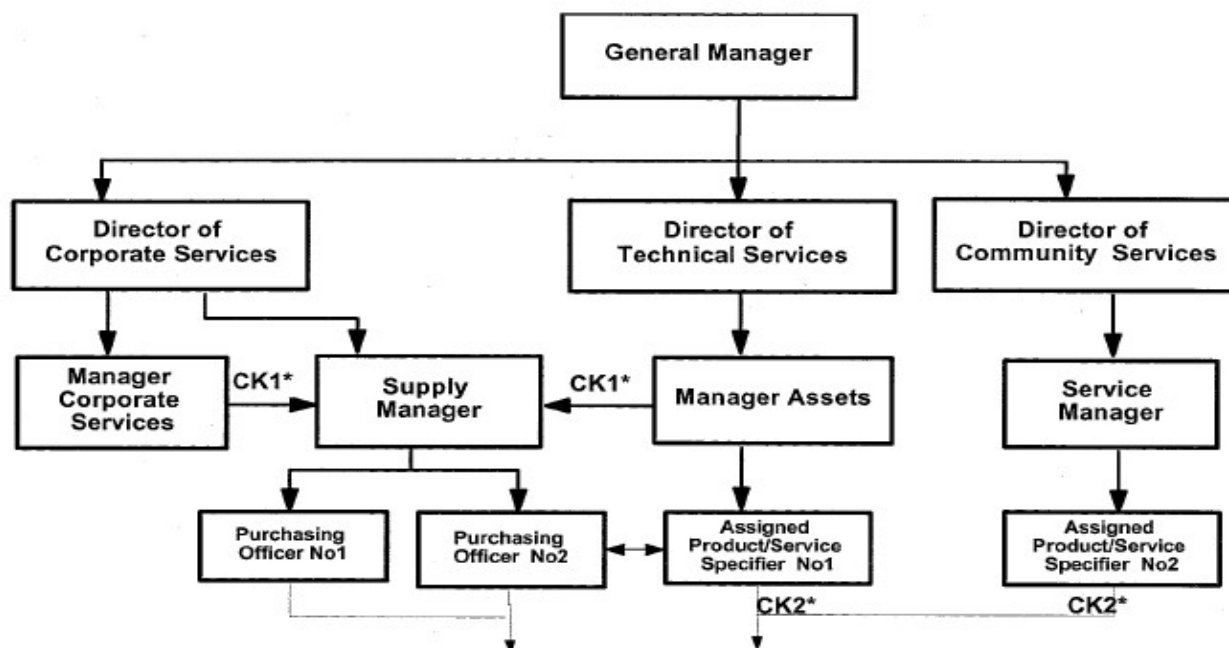 General Manager
Director of
Corporate Services
Director of
Technical Services
Director of
Community Services
Manager
Corporate
Services
CK1*
Supply
Manager
CK1*
Manager Assets
Service
Manager
Purchasing
Officer No1
Purchasing
Officer No2
Assigned
Product/Service
Specifier No1
Assigned
Product/Service
Specifier No2
CK2*
CK2*